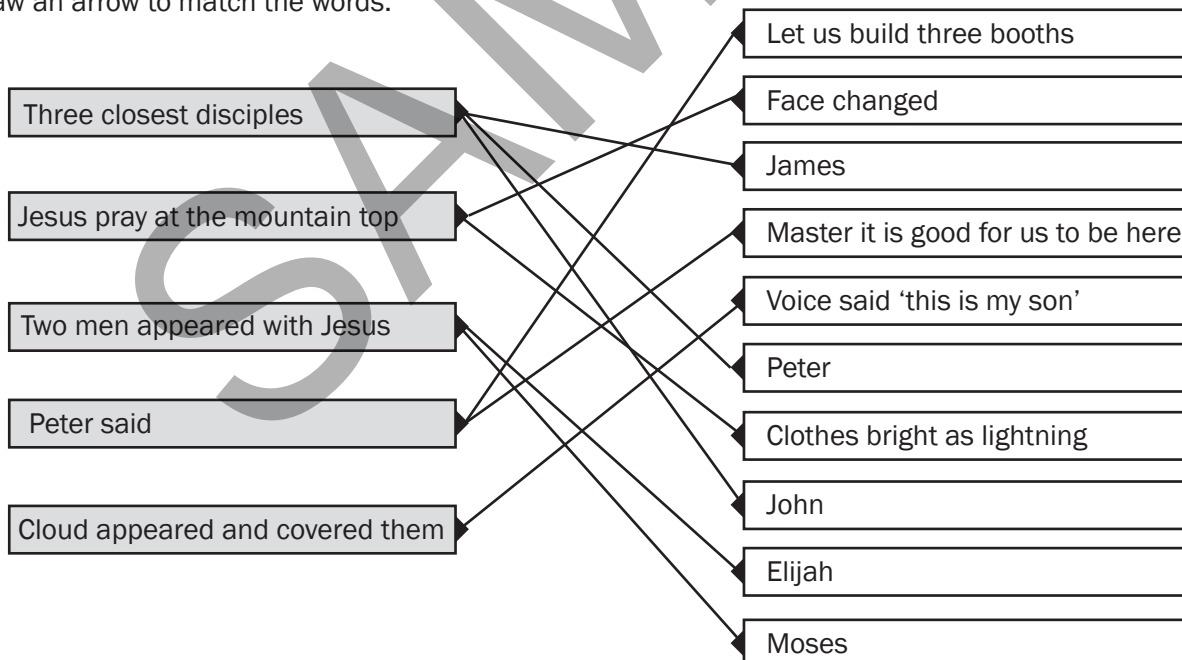 aw an arrow to match the words.
Three closest disciples
Jesus pray at the mountain top
Two men appeared with Jesus
Peter said
Cloud appeared and covered them
Let us build three booths
Face changed
James
Master it is good for us to be here
Voice said ‘this is my son’
Peter
Clothes bright as lightning
John
Elijah
Moses
SAM